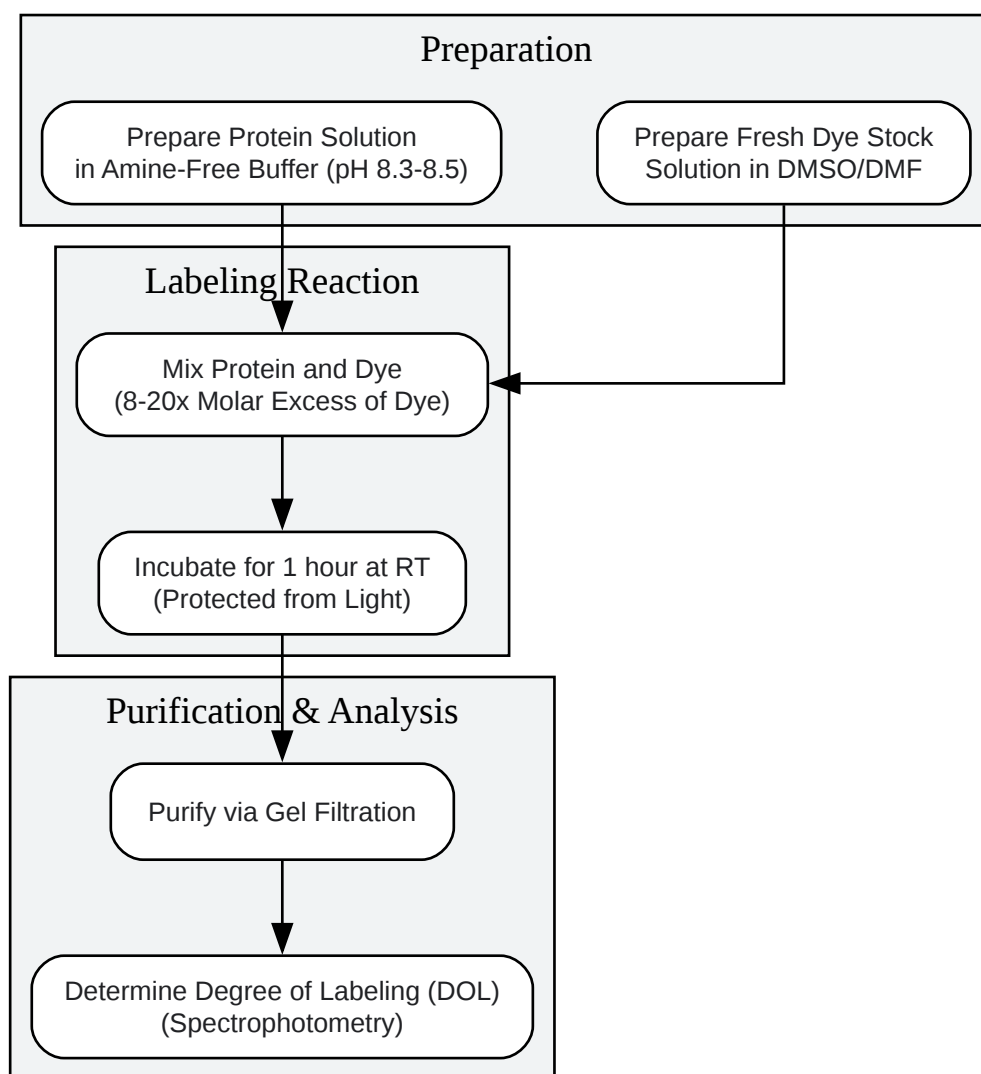 Preparation
Prepare Protein Solution
in Amine-Free Buffer (pH 8.3-8.5)
Prepare Fresh Dye Stock
Solution in DMSO/DMF
Labeling Reaction
Mix Protein and Dye
(8-20x Molar Excess of Dye)
Incubate for 1 hour at RT
(Protected from Light)
Purification & Analysis
Purify via Gel Filtration
Determine Degree of Labeling (DOL)
(Spectrophotometry)